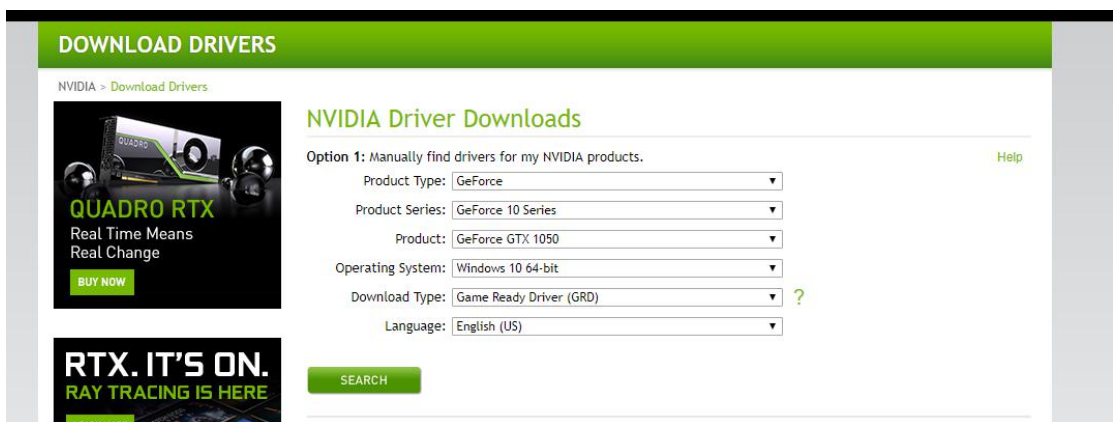 DOWNLOAD DRIVERS
NVIDIA > Download Drivers
QUADRO
QUADRO RTX
Real Time Means
Real Change
BUY NOW
RTX. IT'S ON.
RAY TRACING IS HERE
NVIDIA Driver Downloads
Option 1: Manually find drivers for my NVIDIA products. Help
Product Type: GeForce
Product Series: GeForce 10 Series
Product: GeForce GTX 1050
Operating System: Windows 10 64-bit
Download Type: Game Ready Driver (GRD) ?
Language: English (US)
SEARCH